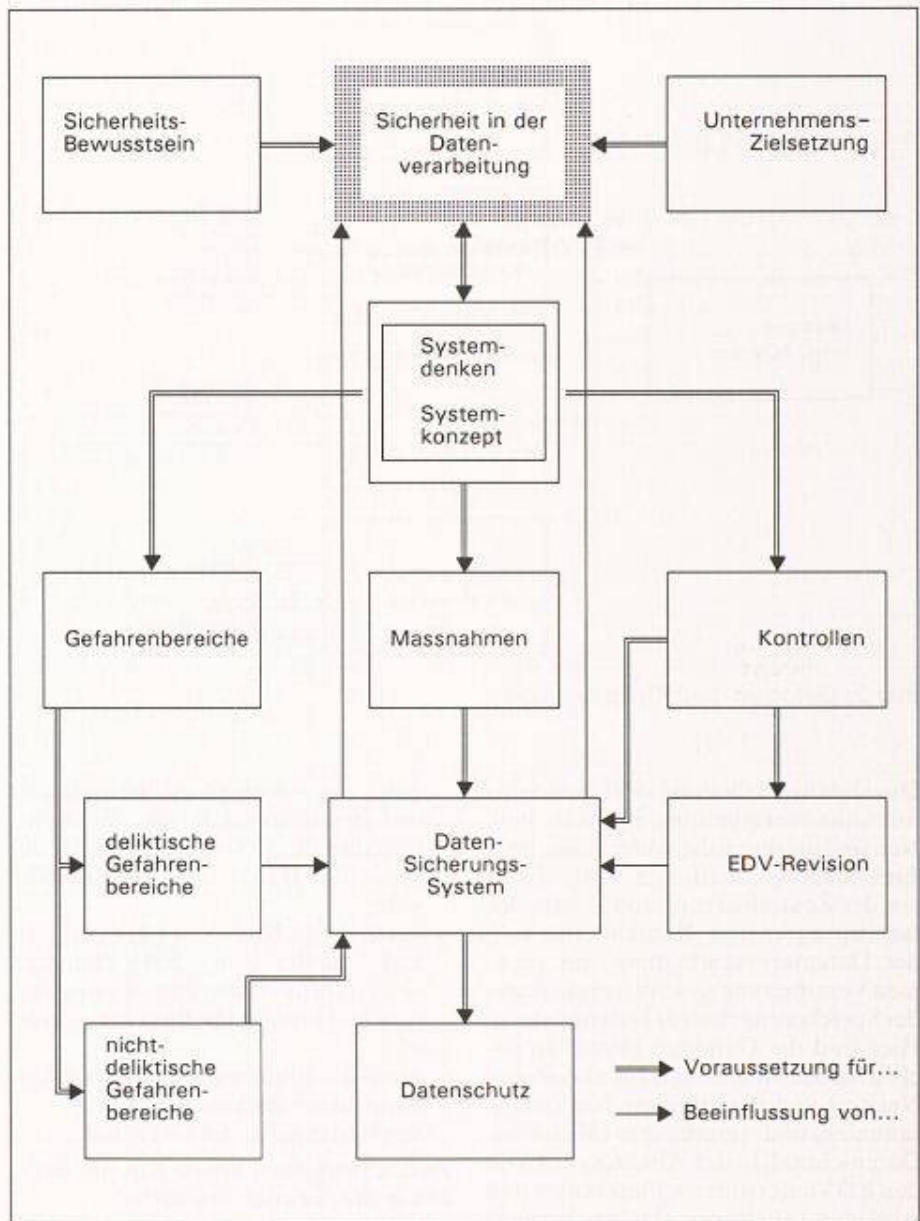 Sicherheits-
Bewusstsein
Sicherheit in der
Daten-
verarbeitung
Unternehmens-
Zielsetzung
System-
denken
System-
konzept
Gefahrenbereiche
Massnahmen
Kontrollen
deliktische
Gefahren-
bereiche
Daten-
Sicherungs-
System
EDV-Revision
nicht-
deliktische
Gefahren-
bereiche
Datenschutz
Voraussetzung für...
Beeinflussung von...